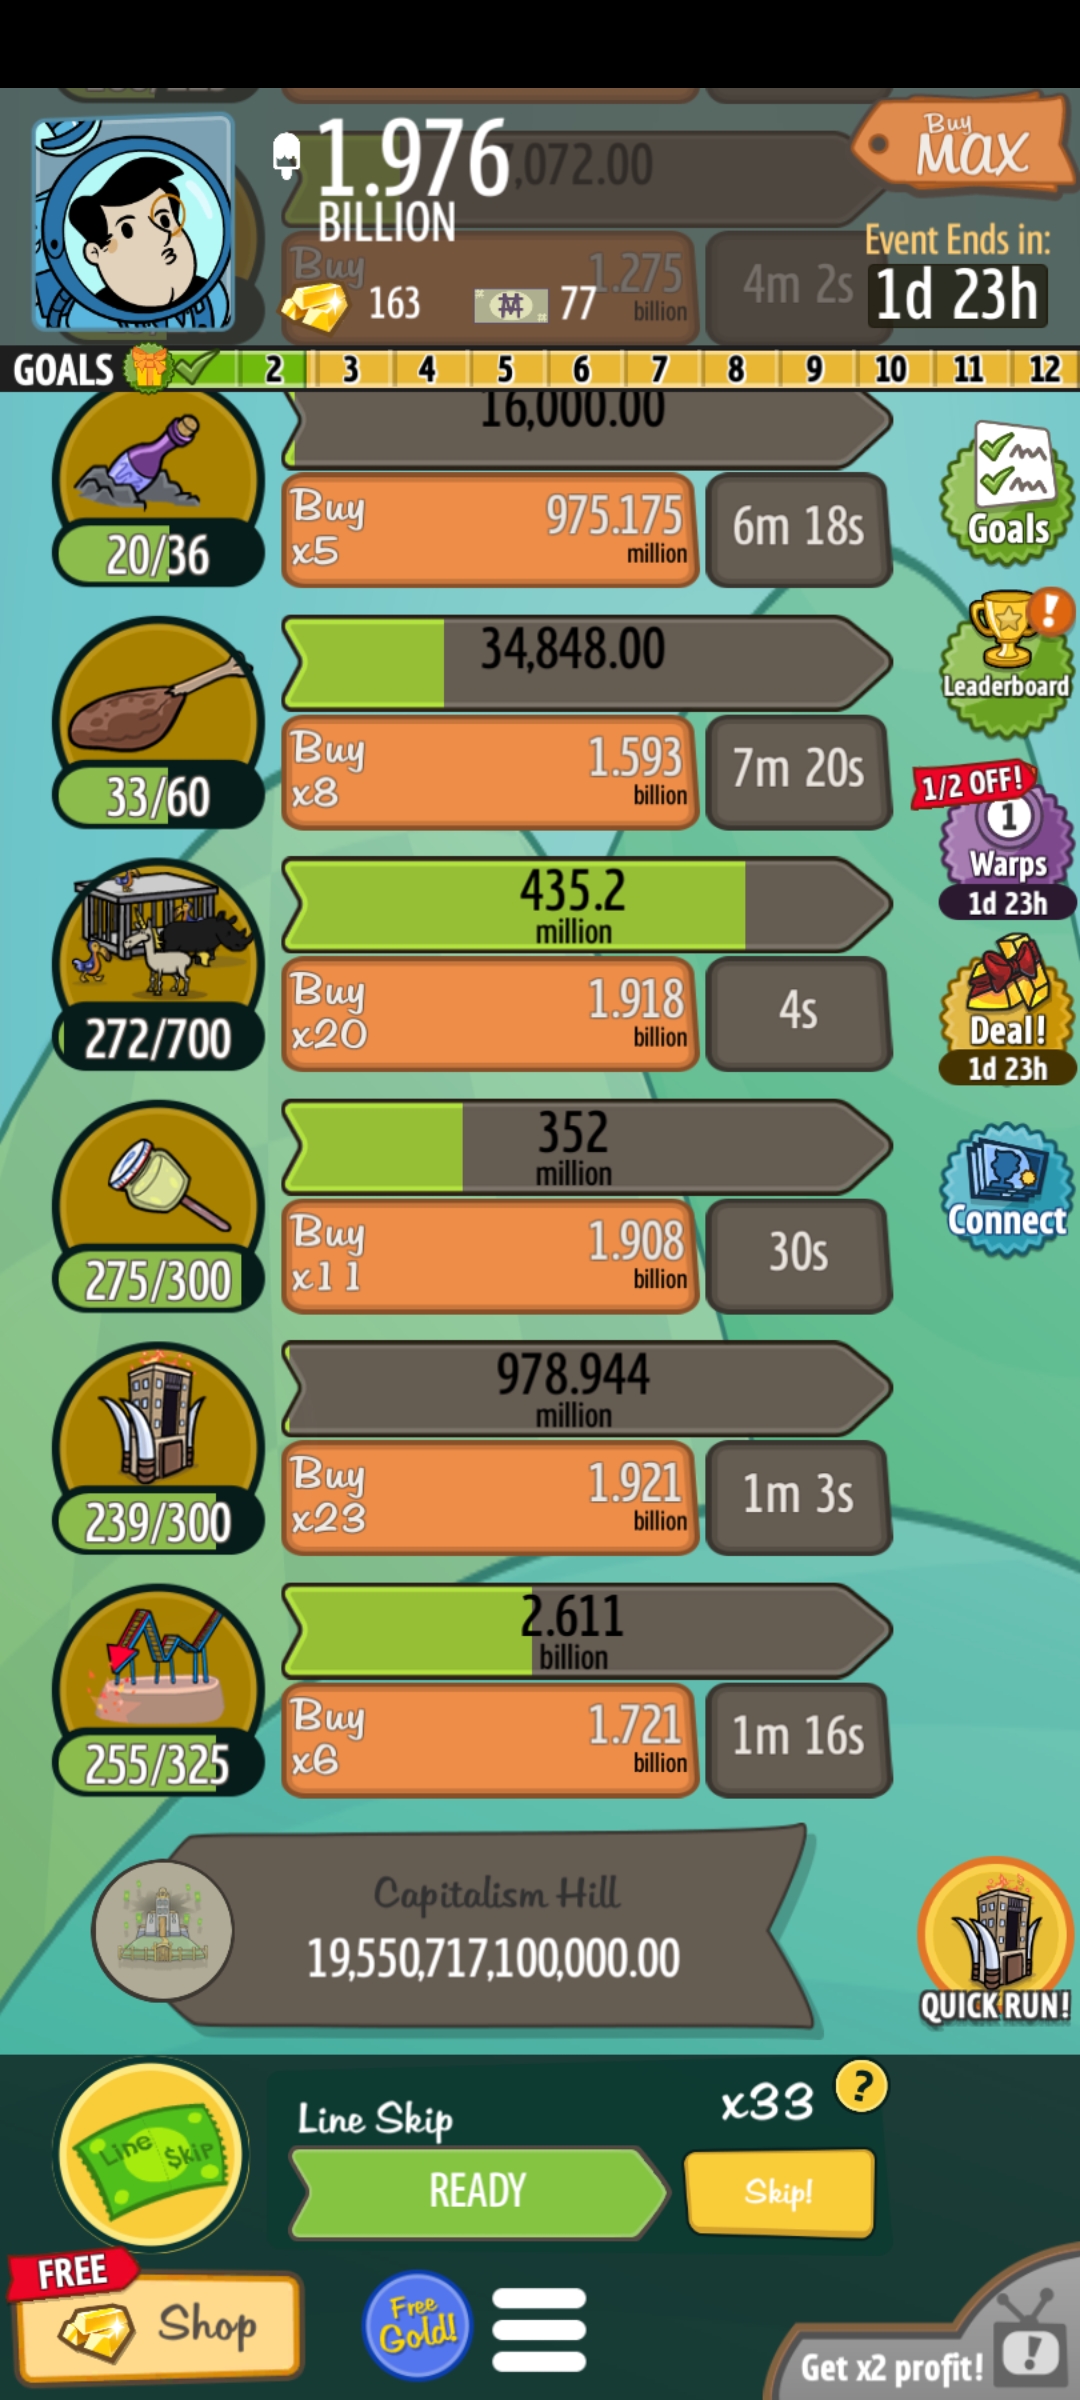 1.976
BILLION
,072.00
Buy
MAX
Event Ends in:
1d 23h
Buy
1.275
billion
4m 2s
163
77
GOALS 2 3 4 5 6 7 8 9 10 11 12
16,000.00
20/36
Buy
x5
975.175
million
6m 18s
Goals
34,848.00
33/60
Buy
x8
1.593
billion
7m 20s
Leaderboard
1/2 OFF!
1
Warps
1d 23h
435.2
million
272/700
Buy
x20
1.918
billion
4s
Deal!
1d 23h
352
million
275/300
Buy
x11
1.908
billion
30s
Connect
978.944
million
239/300
Buy
x23
1.921
billion
1m 3s
2.611
billion
255/325
Buy
x6
1.721
billion
1m 16s
Capitalism Hill
19,550,717,100,000.00
QUICK RUN!
Line $kip
Line Skip
x33
?
READY
Skip!
FREE
Shop
Free
Gold!
Get x2 profit!